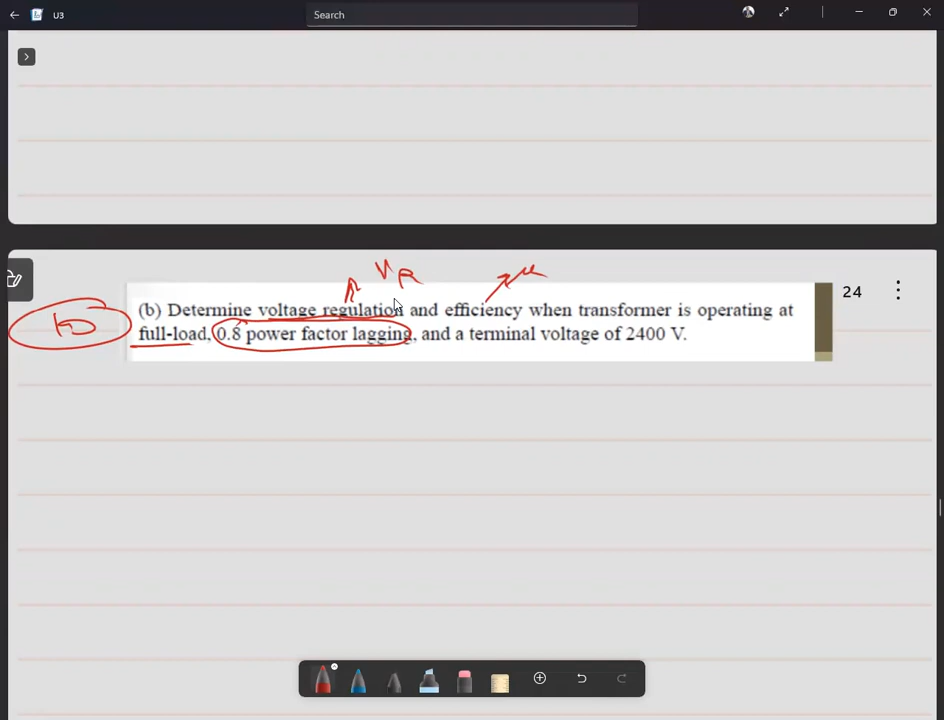 U3
Search
VR
24
(b) Determine voltage regulation and efficiency when transformer is operating at
full-load, 0.8 power factor lagging, and a terminal voltage of 2400 V.